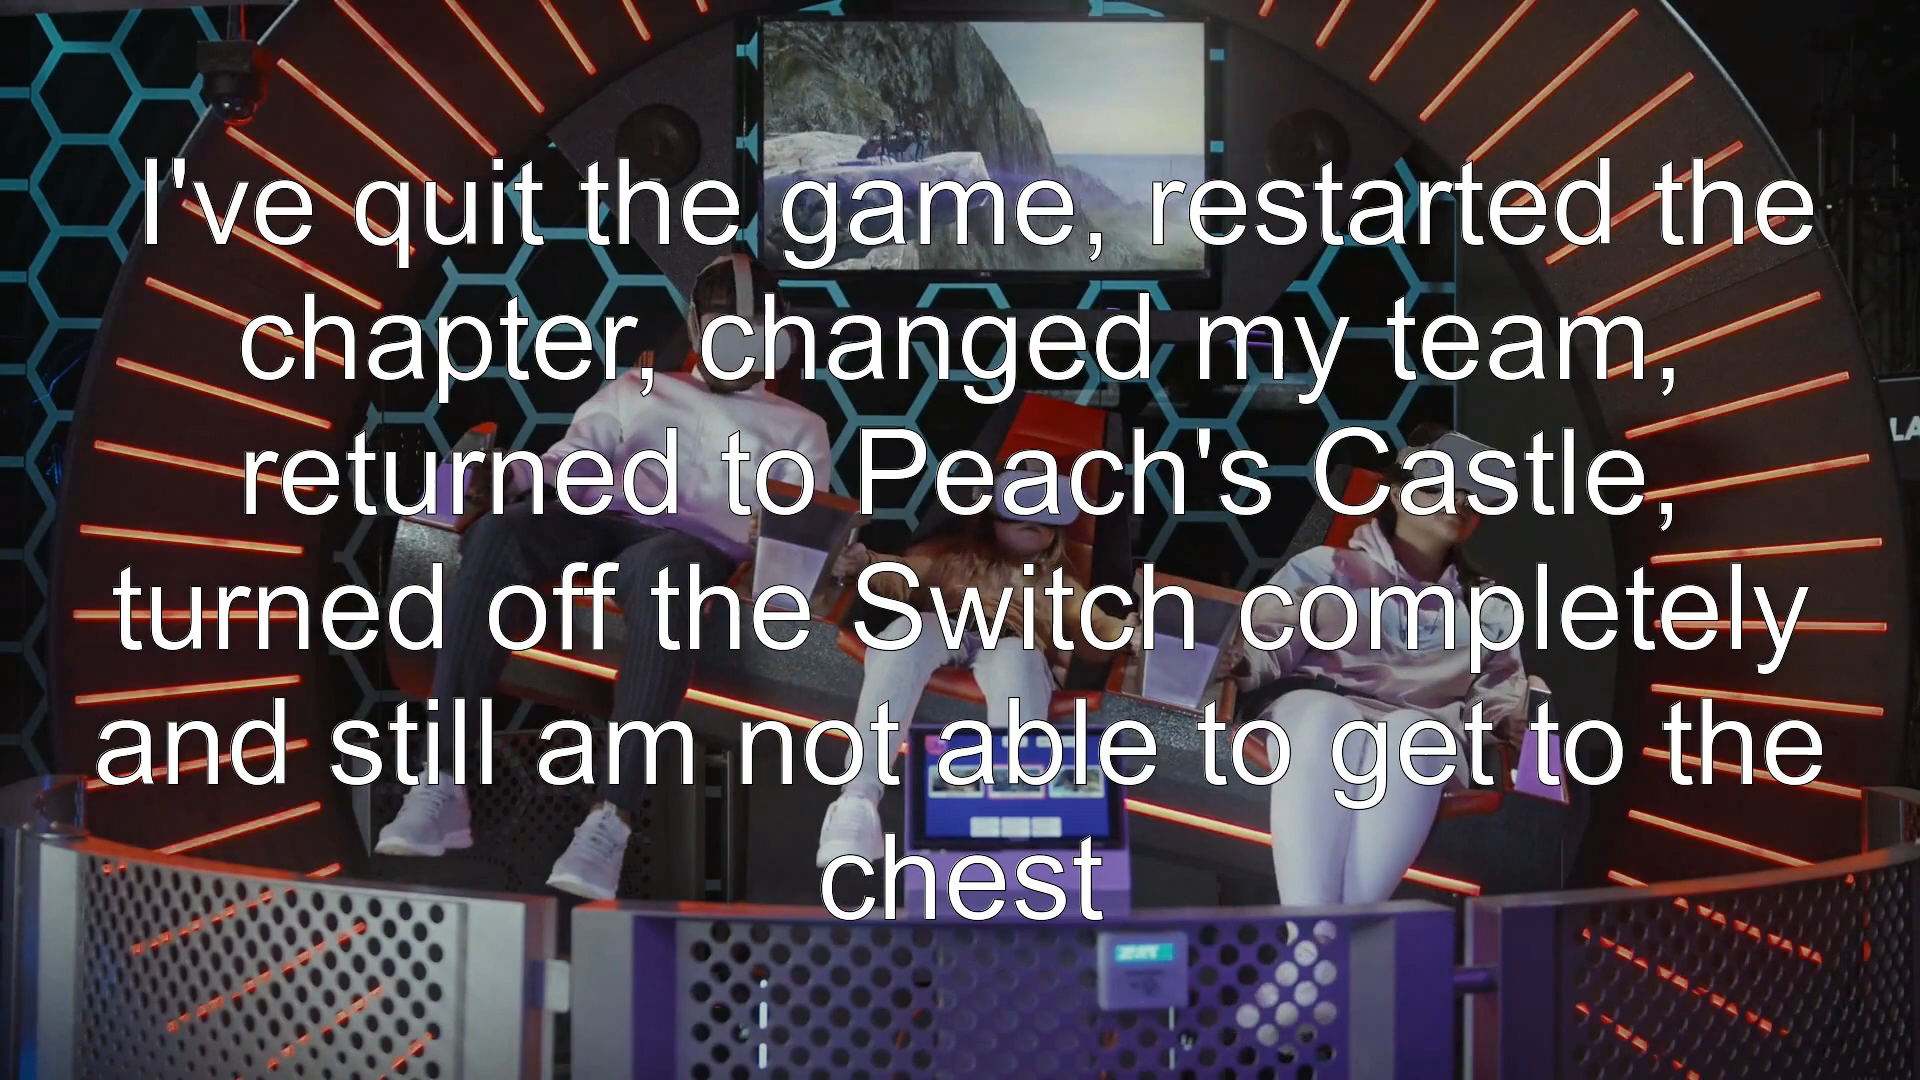 I've quit the game, restarted the
chapter, changed my team,
returned to Peach's Castle,
turned off the Switch completely
and still am not able to get to the
chest
LA